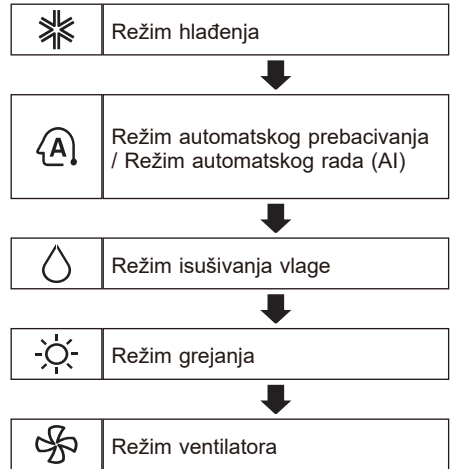 Režim hlađenja
A
Režim automatskog prebacivanja
/ Režim automatskog rada (AI)
Režim isušivanja vlage
Režim grejanja
Režim ventilatora